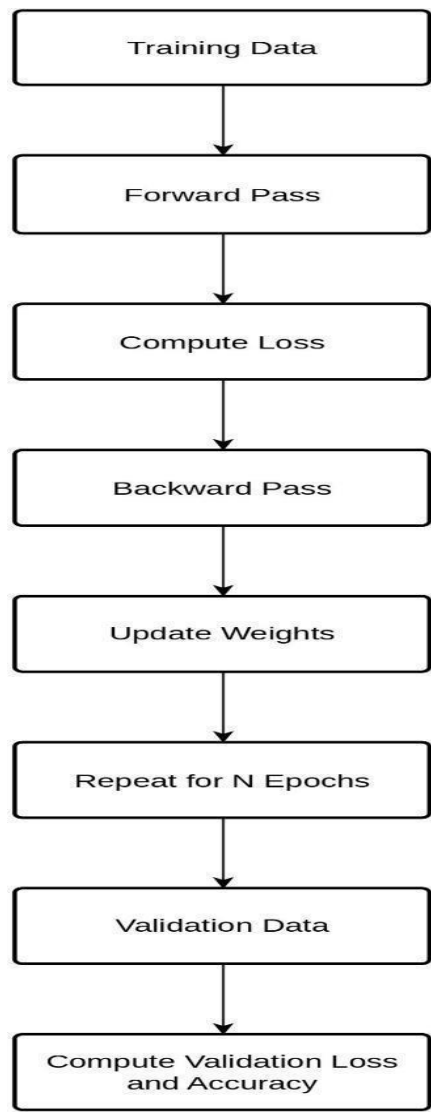 Training Data
Forward Pass
Compute Loss
Backward Pass
Update Weights
Repeat for N Epochs
Validation Data
Compute Validation Loss
and Accuracy